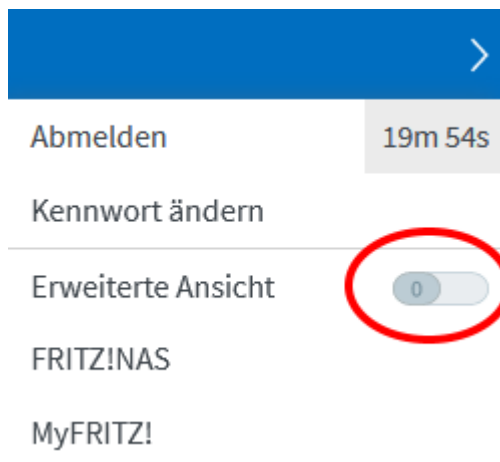 Abmelden 19m 54s
Kennwort ändern
Erweiterte Ansicht 0
FRITZ!NAS
MyFRITZ!